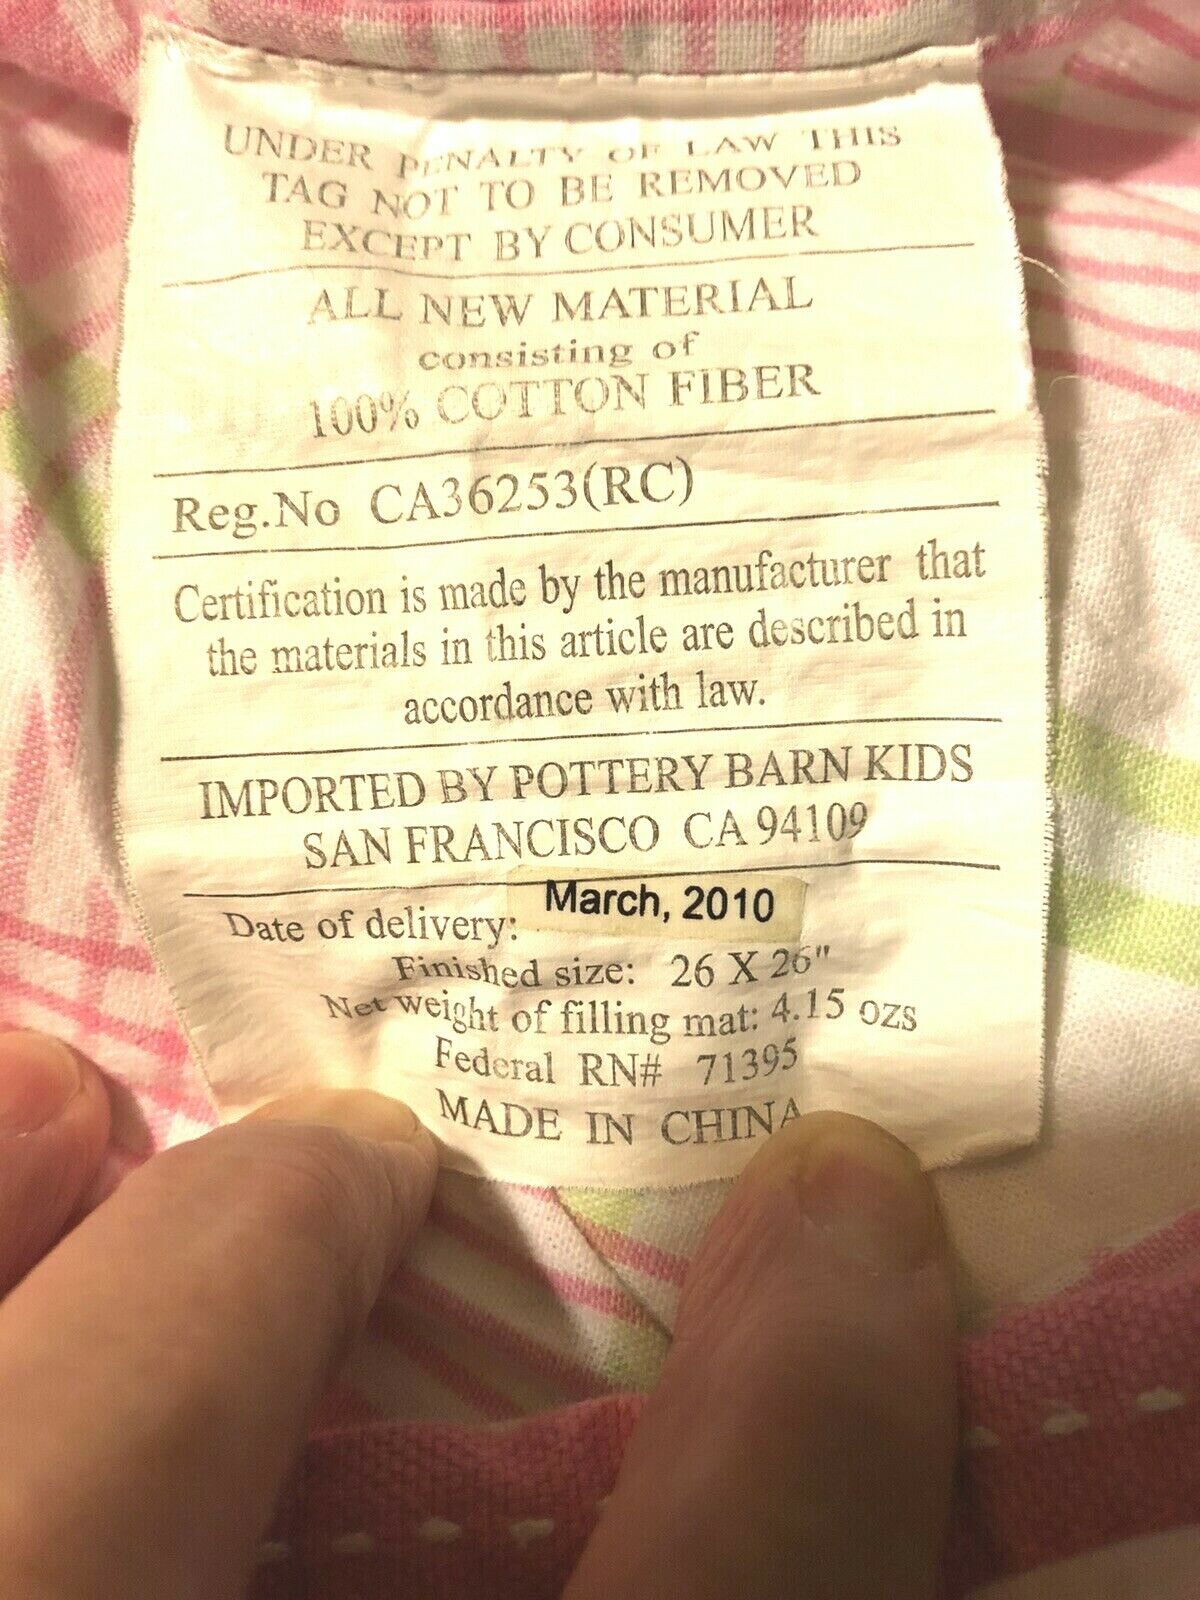 UNDER PENALTY OF LAW THIS
TAG NOT TO BE REMOVED
EXCEPT BY CONSUMER
ALL NEW MATERIAL
consisting of
100% COTTON FIBER
Reg.No CA36253(RC)
Certification is made by the manufacturer that
the materials in this article are described in
accordance with law.
IMPORTED BY POTTERY BARN KIDS
SAN FRANCISCO CA 94109
Date of delivery: March, 2010
Finished size: 26 X 26"
Net weight of filling mat: 4.15 ozs
Federal RN# 71395
MADE IN CHINA